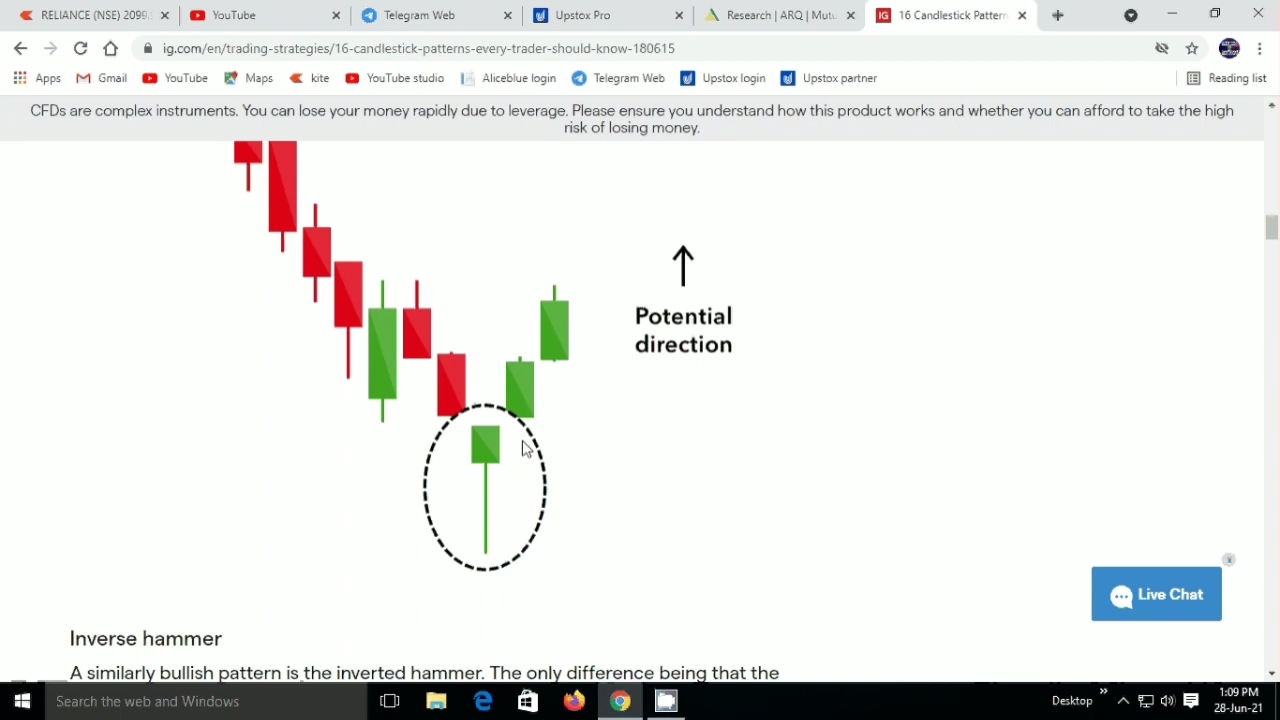 RELIANCE (NSE) 2099.
YouTube
Telegram Web
Upstox Pro
Research | ARQ | Mutu
IG
16 Candlestick Pattern
ig.com/en/trading-strategies/16-candlestick-patterns-every-trader-should-know-180615
Apps
Gmail
YouTube
Maps
kite
YouTube studio
Aliceblue login
Telegram Web
Upstox login
Upstox partner
Reading list
CFDs are complex instruments. You can lose your money rapidly due to leverage. Please ensure you understand how this product works and whether you can afford to take the high
risk of losing money.
Potential
direction
Live Chat
Inverse hammer
A similarly bullish pattern is the inverted hammer. The only difference being that the
Search the web and Windows
Desktop
1:09 PM
28-Jun-21